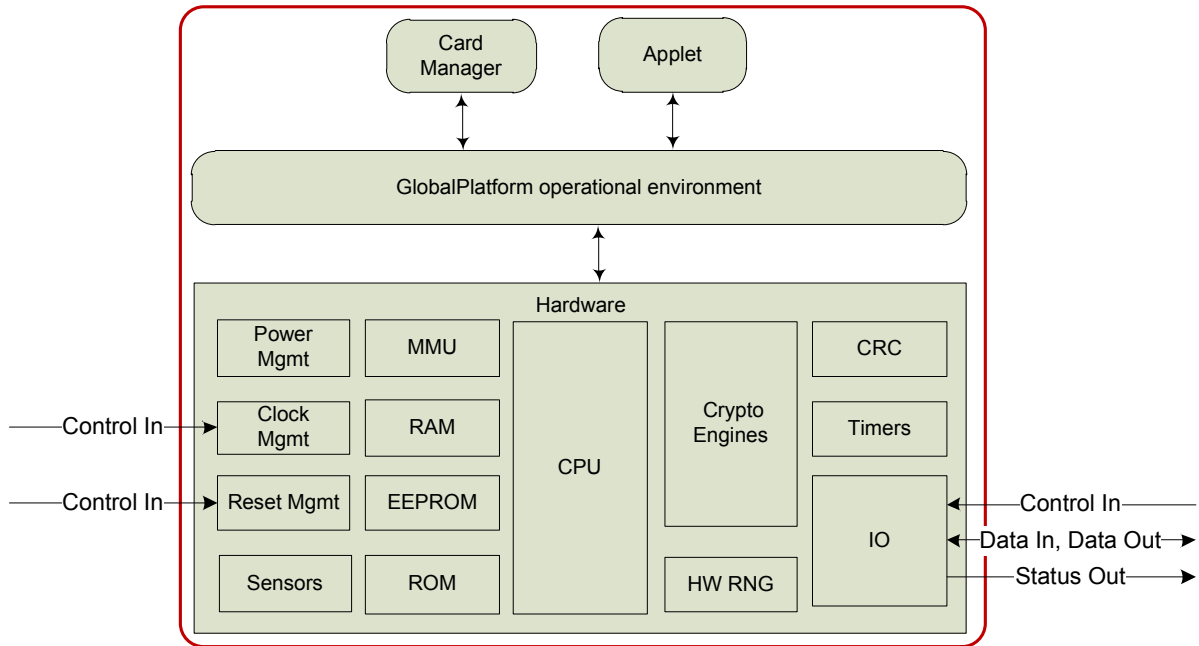 Card
Manager
Applet
GlobalPlatform operational environment
Hardware
Power
Mgmt
MMU
CRC
Control In
Clock
Mgmt
RAM
CPU
Crypto
Engines
Timers
Control In
Reset Mgmt
EEPROM
IO
Control In
Data In, Data Out
Status Out
Sensors
ROM
HW RNG